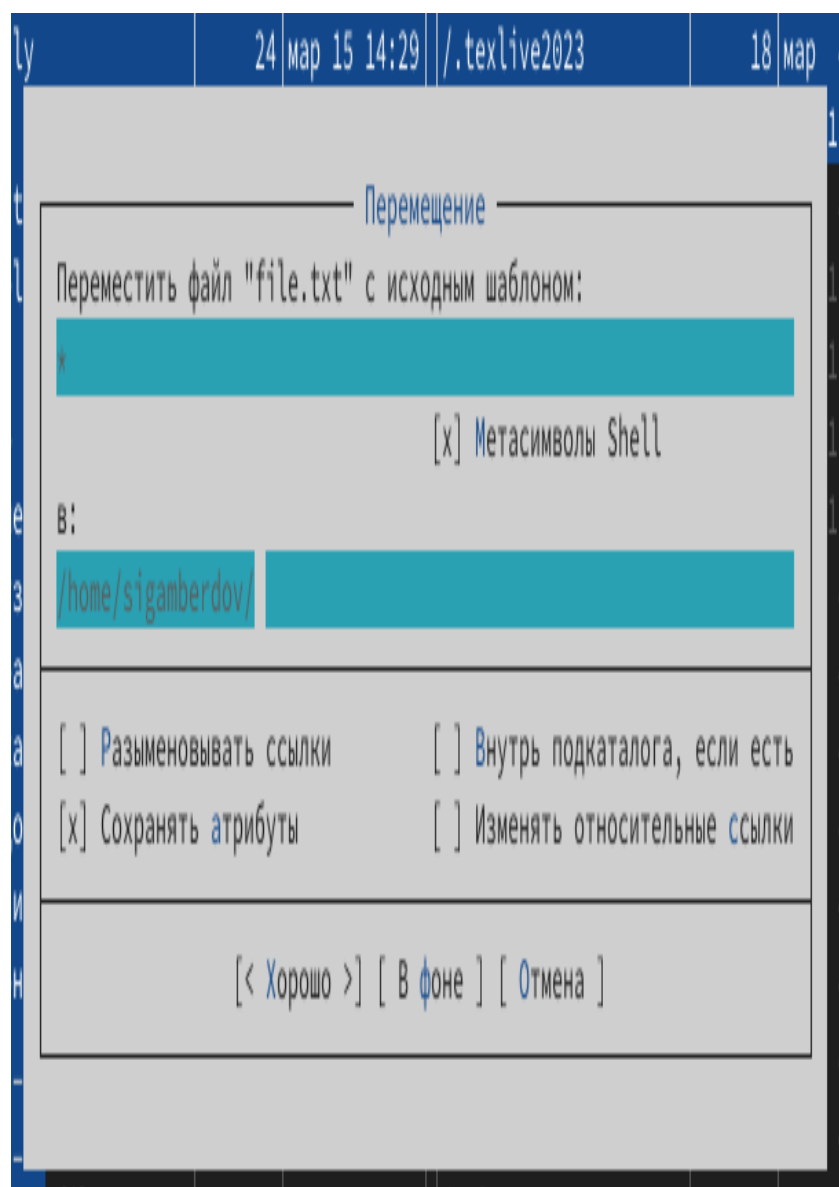 ly 24 мар 15 14:29 /.texlive2023 18 мар
Перемещение
Переместить файл "file.txt" с исходным шаблоном:
*
[x] Метасимволы Shell
в:
/home/sigamberdov/
[ ] Разыменовывать ссылки [ ] Внутрь подкаталога, если есть
[x] Сохранять атрибуты [ ] Изменять относительные ссылки
[< Хорошо >] [ В фоне ] [ Отмена ]